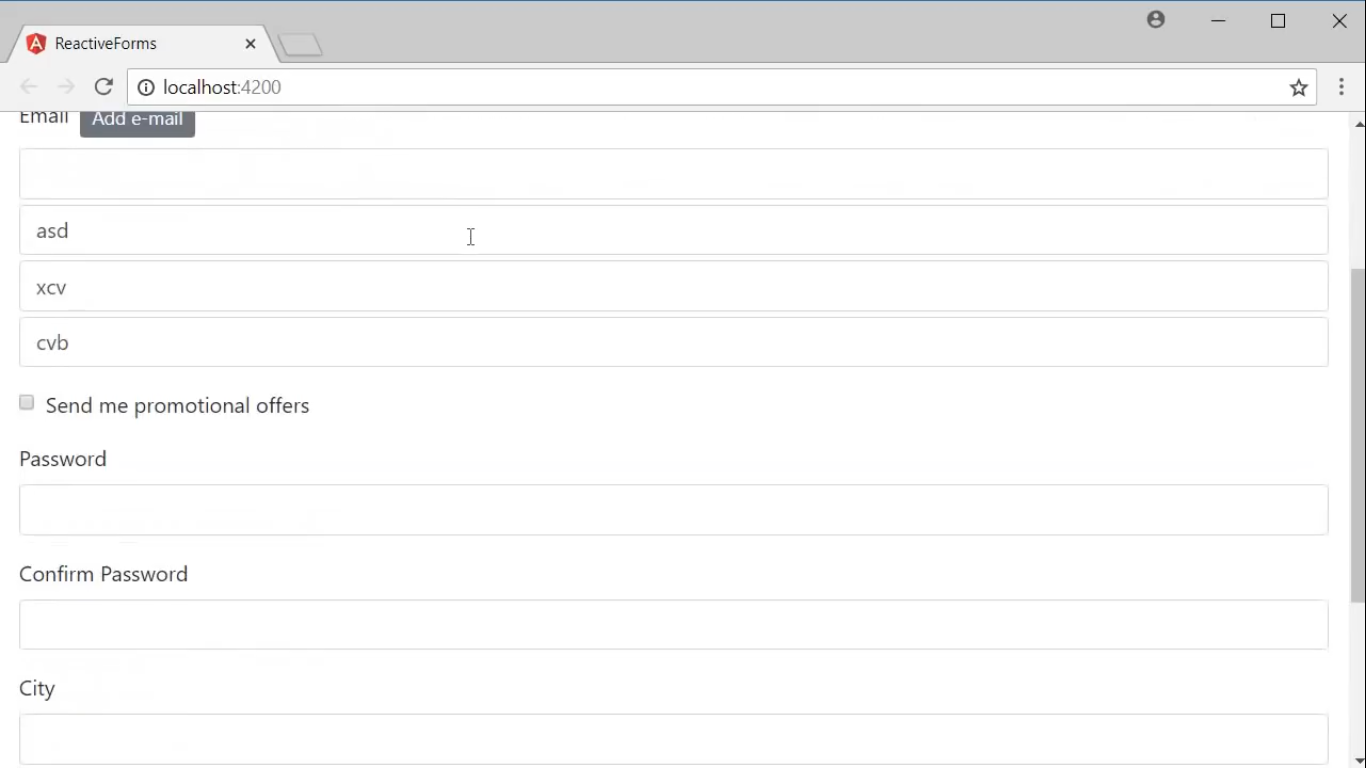 ReactiveForms
localhost:4200
Email Add e-mail
asd
xcv
cvb
Send me promotional offers
Password
Confirm Password
City